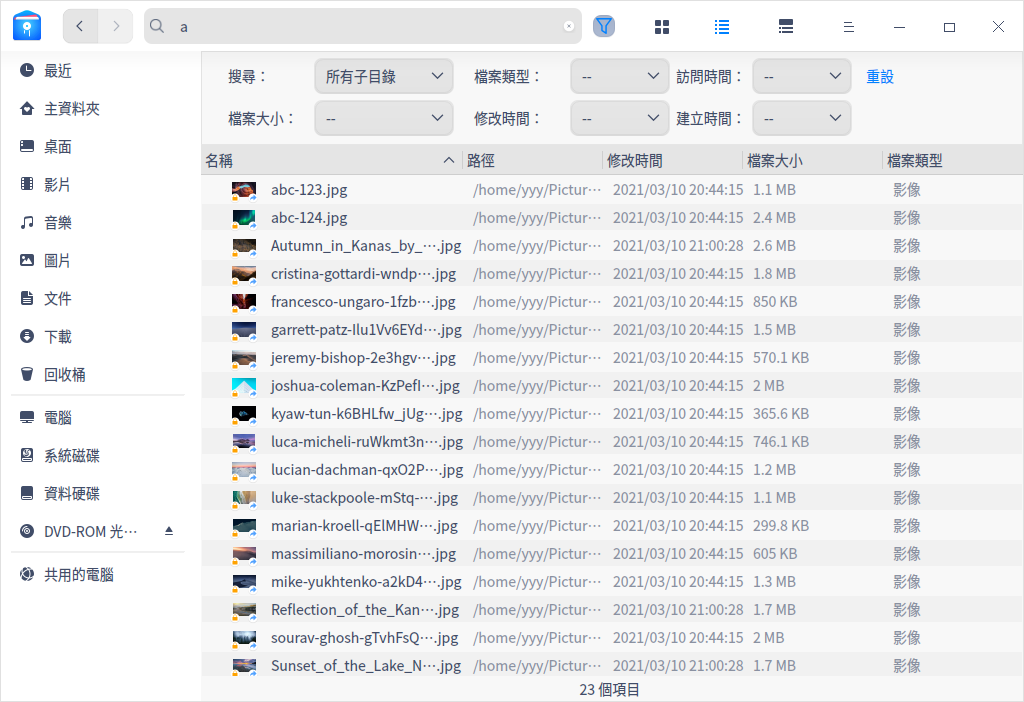 a
最近
主資料夾
桌面
影片
音樂
圖片
文件
下載
回收桶
電腦
系統磁碟
資料硬碟
DVD-ROM 光⋯
共用的電腦
搜尋： 所有子目錄 檔案類型： -- 訪問時間： -- 重設
檔案大小： -- 修改時間： -- 建立時間： --
名稱 路徑 修改時間 檔案大小 檔案類型
abc-123.jpg /home/yyy/Pictur⋯ 2021/03/10 20:44:15 1.1 MB 影像
abc-124.jpg /home/yyy/Pictur⋯ 2021/03/10 20:44:15 2.4 MB 影像
Autumn_in_Kanas_by_⋯.jpg /home/yyy/Pictur⋯ 2021/03/10 21:00:28 2.6 MB 影像
cristina-gottardi-wndp⋯.jpg /home/yyy/Pictur⋯ 2021/03/10 20:44:15 1.8 MB 影像
francesco-ungaro-1fzb⋯.jpg /home/yyy/Pictur⋯ 2021/03/10 20:44:15 850 KB 影像
garrett-patz-Ilu1Vv6EYd⋯.jpg /home/yyy/Pictur⋯ 2021/03/10 20:44:15 1.5 MB 影像
jeremy-bishop-2e3hgv⋯.jpg /home/yyy/Pictur⋯ 2021/03/10 20:44:15 570.1 KB 影像
joshua-coleman-KzPefI⋯.jpg /home/yyy/Pictur⋯ 2021/03/10 20:44:15 2 MB 影像
kyaw-tun-k6BHLfw_jUg⋯.jpg /home/yyy/Pictur⋯ 2021/03/10 20:44:15 365.6 KB 影像
luca-micheli-ruWkmt3n⋯.jpg /home/yyy/Pictur⋯ 2021/03/10 20:44:15 746.1 KB 影像
lucian-dachman-qxO2P⋯.jpg /home/yyy/Pictur⋯ 2021/03/10 20:44:15 1.2 MB 影像
luke-stackpoole-mStq-⋯.jpg /home/yyy/Pictur⋯ 2021/03/10 20:44:15 1.1 MB 影像
marian-kroell-qElMHW⋯.jpg /home/yyy/Pictur⋯ 2021/03/10 20:44:15 299.8 KB 影像
massimiliano-morosin⋯.jpg /home/yyy/Pictur⋯ 2021/03/10 20:44:15 605 KB 影像
mike-yukhtenko-a2kD4⋯.jpg /home/yyy/Pictur⋯ 2021/03/10 20:44:15 1.3 MB 影像
Reflection_of_the_Kan⋯.jpg /home/yyy/Pictur⋯ 2021/03/10 21:00:28 1.7 MB 影像
sourav-ghosh-gTvhFsQ⋯.jpg /home/yyy/Pictur⋯ 2021/03/10 20:44:15 2 MB 影像
Sunset_of_the_Lake_N⋯.jpg /home/yyy/Pictur⋯ 2021/03/10 21:00:28 1.7 MB 影像
23 個項目